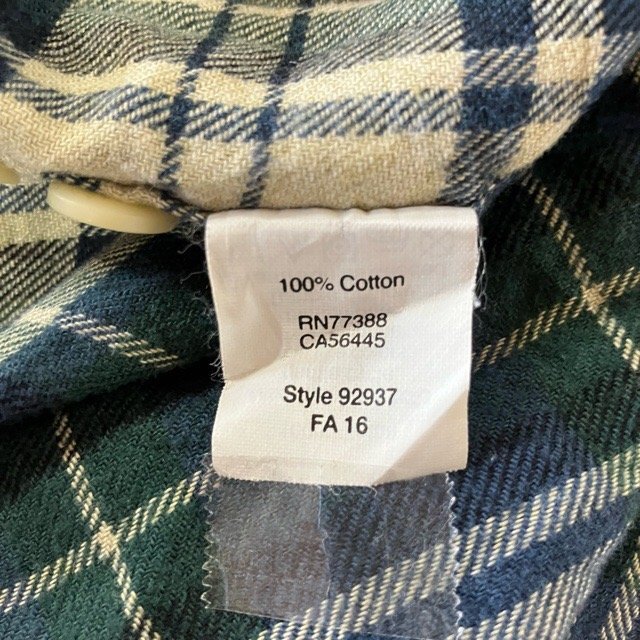 100% Cotton
RN77388
CA56445
Style 92937
FA 16